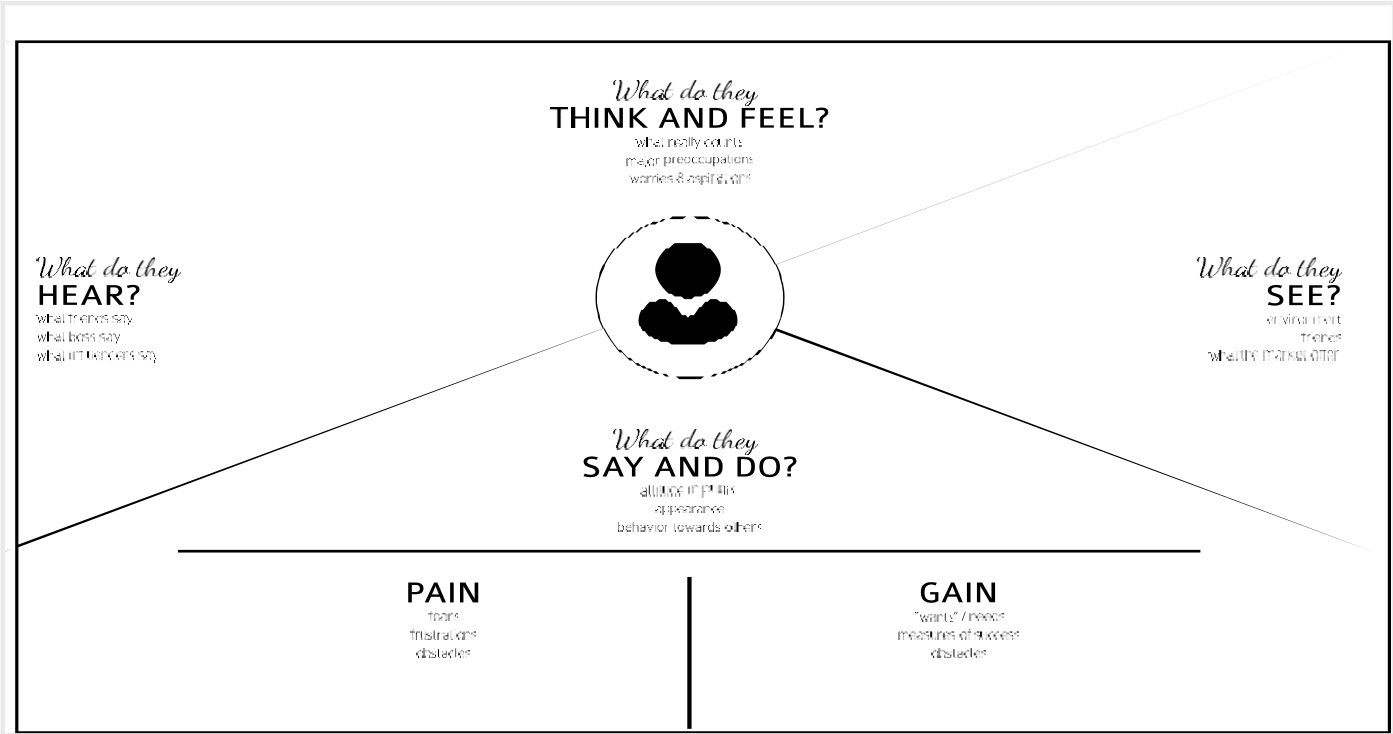 What do they
THINK AND FEEL?
what really counts
major preoccupations
worries & aspirations
What do they
HEAR?
what friends say
what boss say
what influencers say
What do they
SEE?
environment
friends
what the market offer
What do they
SAY AND DO?
attitude in public
appearance
behavior towards others
PAIN
fears
frustrations
obstacles
GAIN
"wants" / needs
measures of success
obstacles